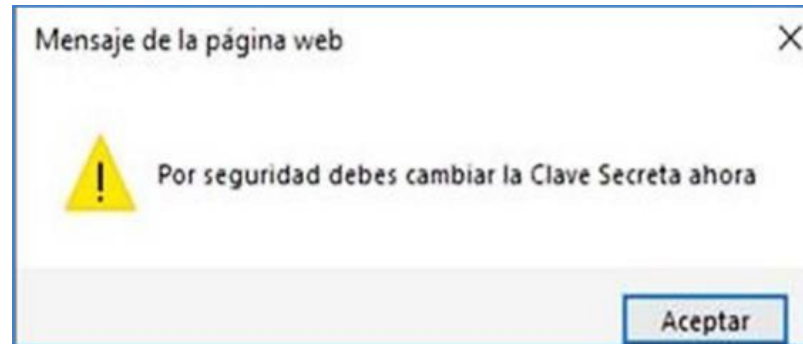 Mensaje de la página web
Por seguridad debes cambiar la Clave Secreta ahora
Aceptar